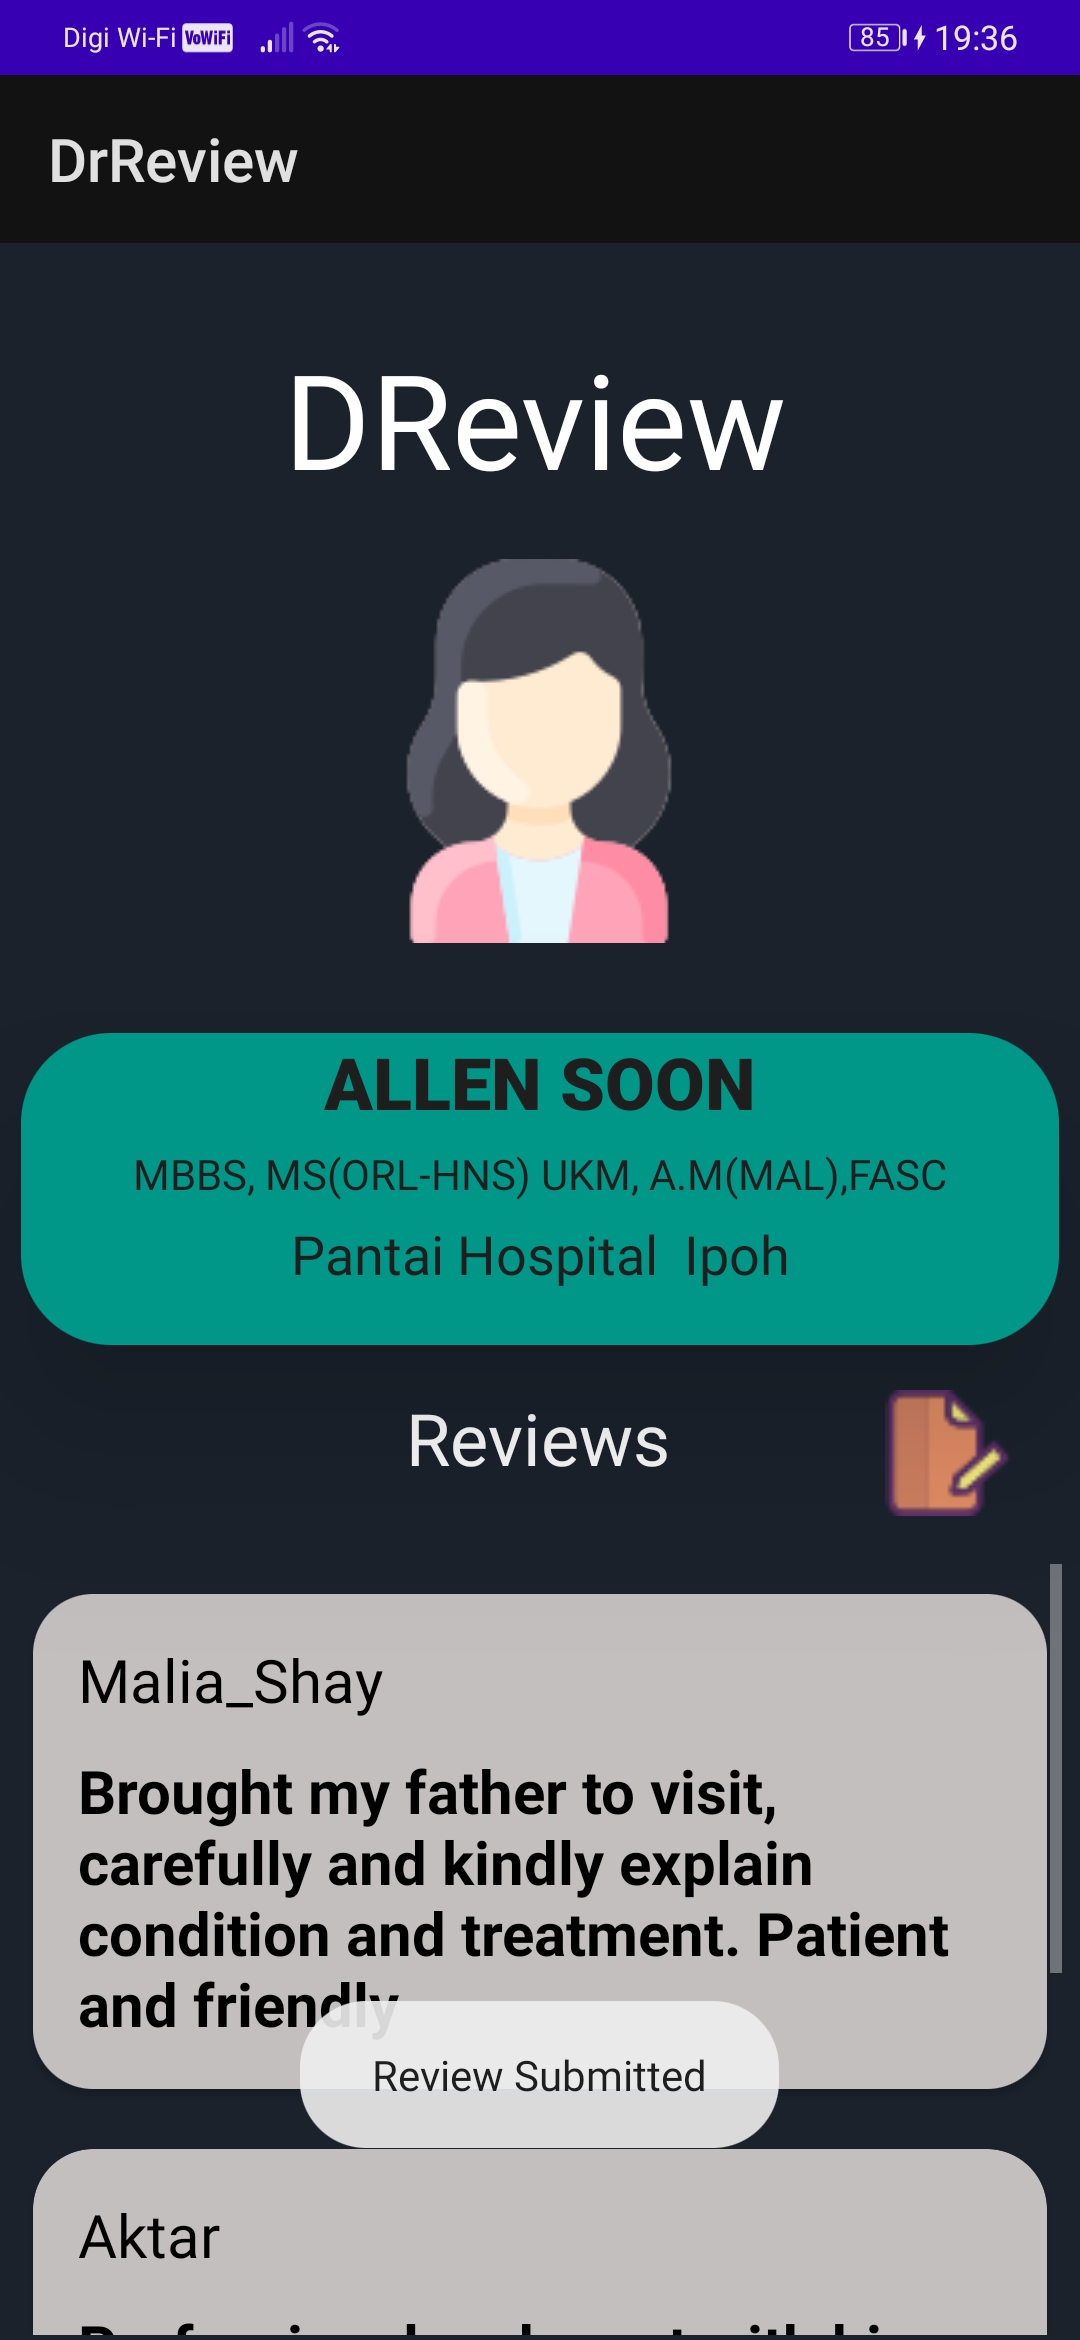 Digi Wi-Fi VoWiFi 85 19:36
DrReview
DReview
ALLEN SOON
MBBS, MS(ORL-HNS) UKM, A.M(MAL),FASC
Pantai Hospital  Ipoh
Reviews
Malia_Shay
Brought my father to visit,
carefully and kindly explain
condition and treatment. Patient
and friendly
Review Submitted
Aktar